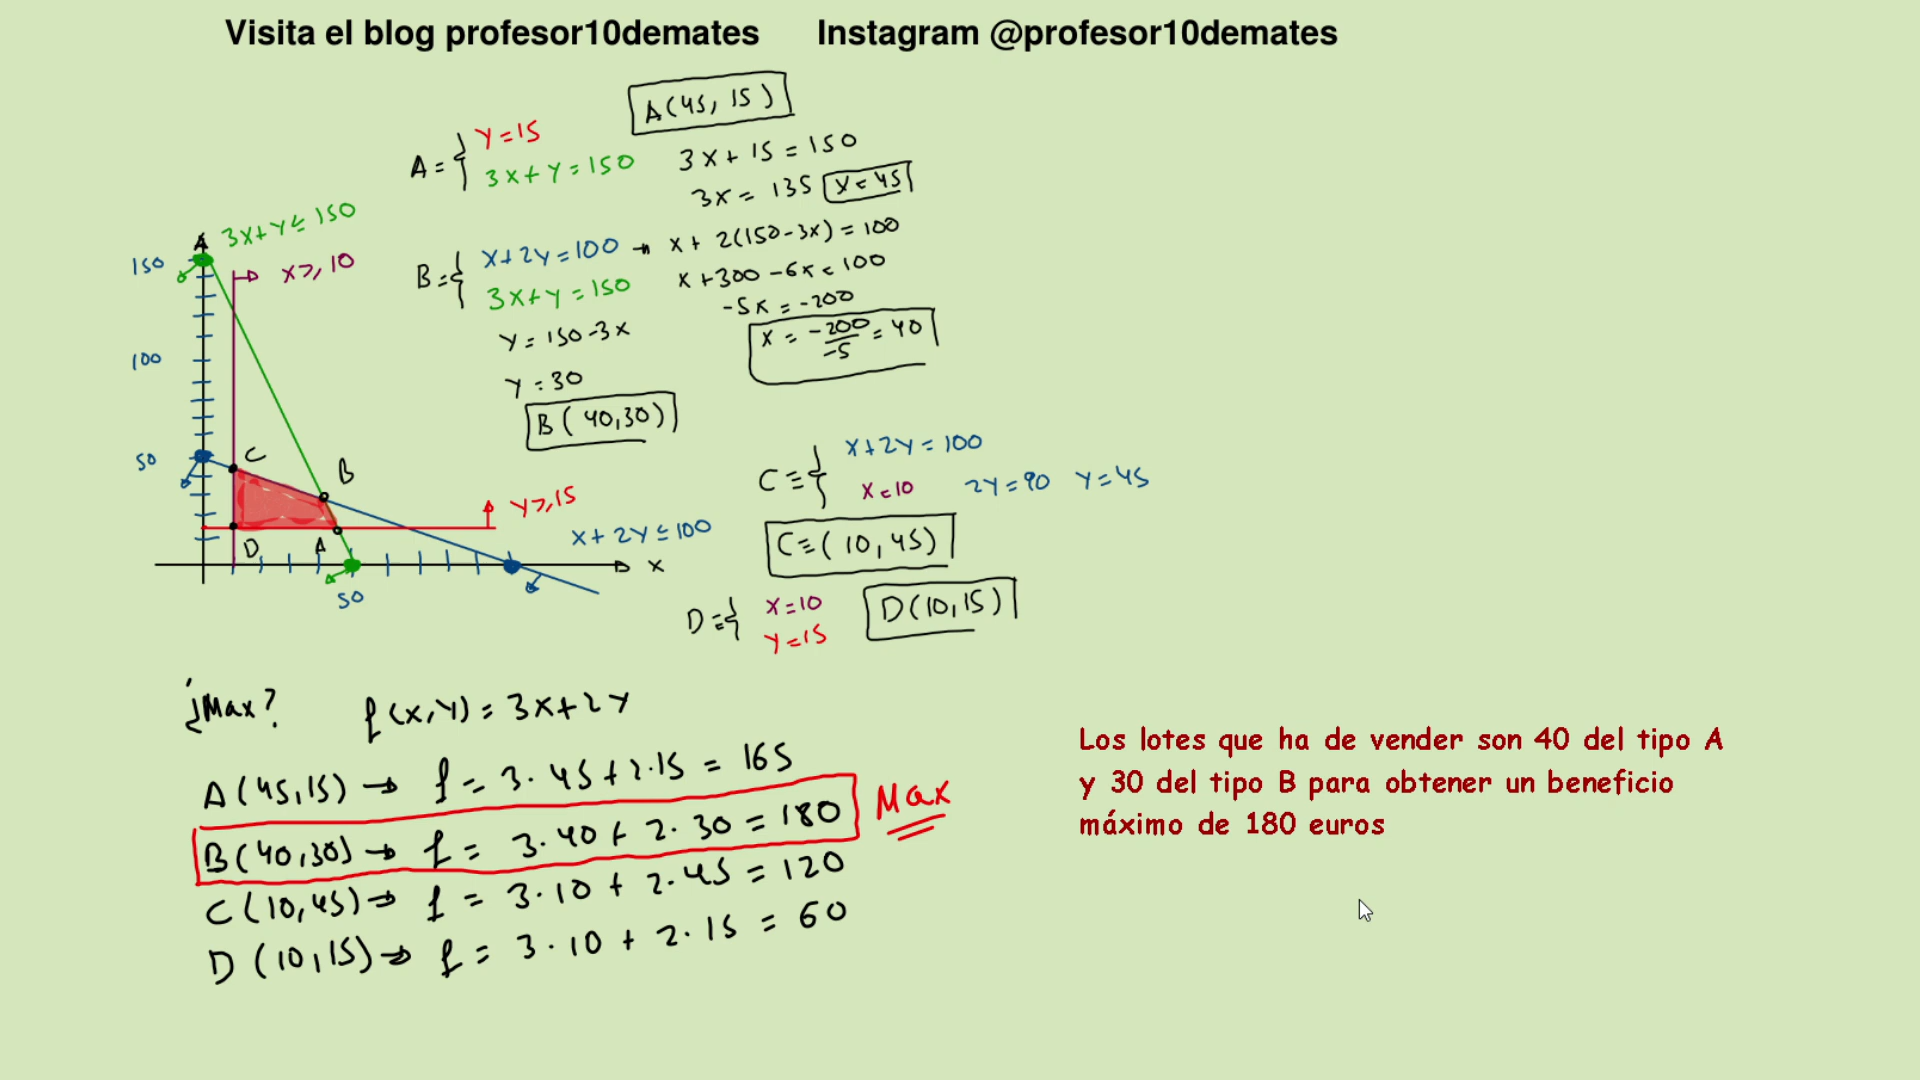 Visita el blog profesor10demates Instagram @profesor10demates
A(45, 15)
A = { y = 15
3x + y = 150
3x + 15 = 150
3x = 135 x = 45
3x + y ≤ 150
x ≥ 10
150
100
50
C
B
D
A
50
y ≥ 15
x + 2y ≤ 100
x
B = { x + 2y = 100 → x + 2(150 - 3x) = 100
3x + y = 150
x + 300 - 6x = 100
-5x = -200
y = 150 - 3x
x = -200/-5 = 40
y = 30
B(40,30)
C ≡ { x + 2y = 100
x = 10 2y = 90 y = 45
C ≡ (10, 45)
D = { x = 10
y = 15
D(10, 15)
¿Max? f(x,y) = 3x + 2y
A(45,15) → f = 3·45 + 2·15 = 165
B(40,30) → f = 3·40 + 2·30 = 180 Max
C(10,45) → f = 3·10 + 2·45 = 120
D(10,15) → f = 3·10 + 2·15 = 60
Los lotes que ha de vender son 40 del tipo A
y 30 del tipo B para obtener un beneficio
máximo de 180 euros